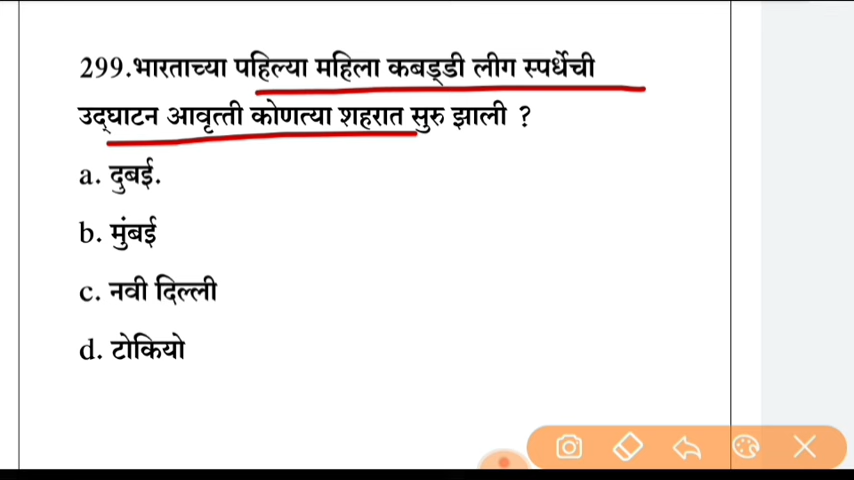 299.भारताच्या पहिल्या महिला कबड्डी लीग स्पर्धेची
उद्घाटन आवृत्ती कोणत्या शहरात सुरु झाली ?
a. दुबई.
b. मुंबई
c. नवी दिल्ली
d. टोकियो